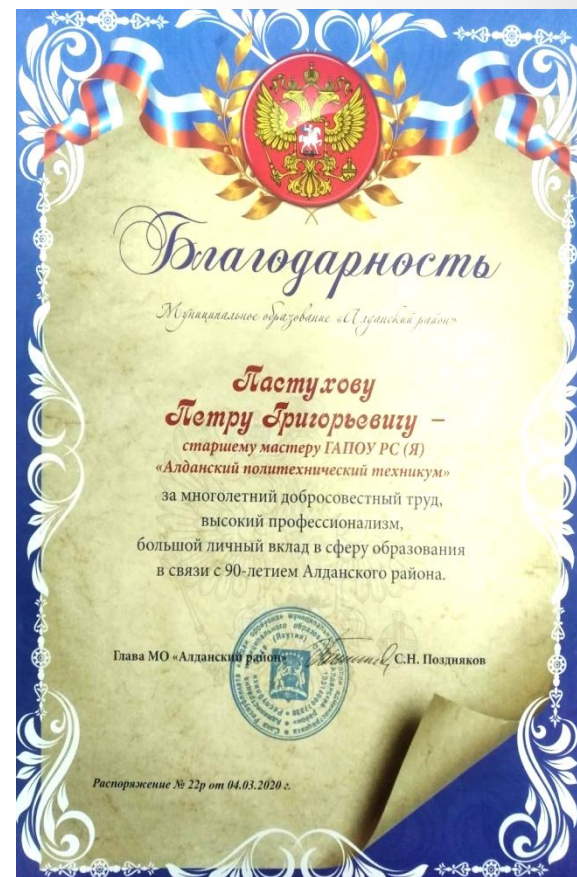 Благодарность
Муниципальное образование «Алданский район»
Пастухову
Петру Григорьевичу –
старшему мастеру ГАПОУ РС (Я)
«Алданский политехнический техникум»
за многолетний добросовестный труд,
высокий профессионализм,
большой личный вклад в сферу образования
в связи с 90-летием Алданского района.
Глава МО «Алданский район»
С.Н. Поздняков
Распоряжение № 22р от 04.03.2020 г.